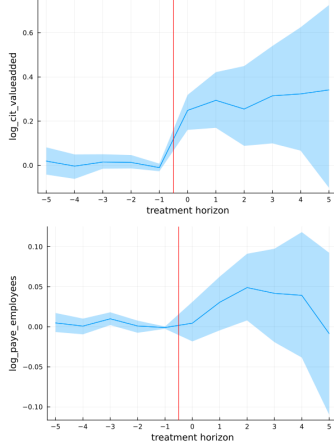 0.6
0.4
0.2
0.0
log_cit_valueadded
−5 −4 −3 −2 −1 0 1 2 3 4 5
treatment horizon
0.10
0.05
0.00
−0.05
−0.10
log_paye_employees
−5 −4 −3 −2 −1 0 1 2 3 4 5
treatment horizon